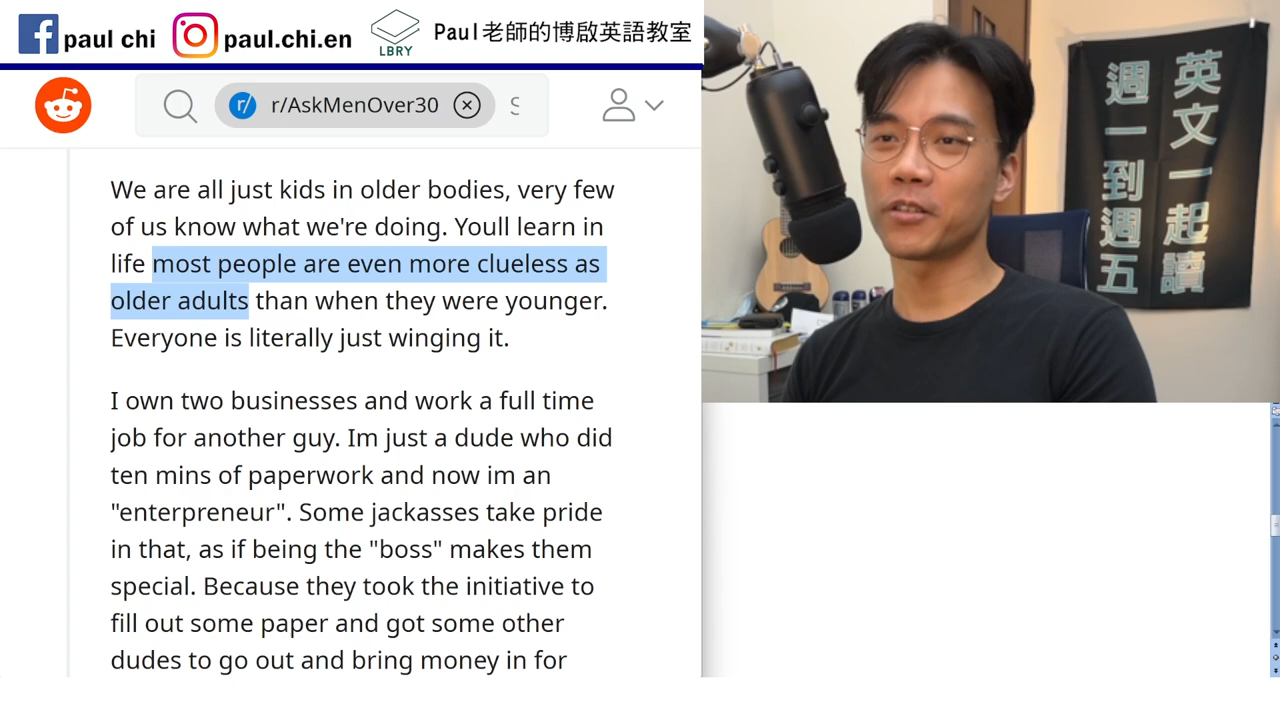 paul chi
paul.chi.en
LBRY
Paul老師的博啟英語教室
r/
r/AskMenOver30
S
We are all just kids in older bodies, very few
of us know what we're doing. Youll learn in
life most people are even more clueless as
older adults than when they were younger.
Everyone is literally just winging it.
I own two businesses and work a full time
job for another guy. Im just a dude who did
ten mins of paperwork and now im an
"enterpreneur". Some jackasses take pride
in that, as if being the "boss" makes them
special. Because they took the initiative to
fill out some paper and got some other
dudes to go out and bring money in for
英文一起讀
週一到週五